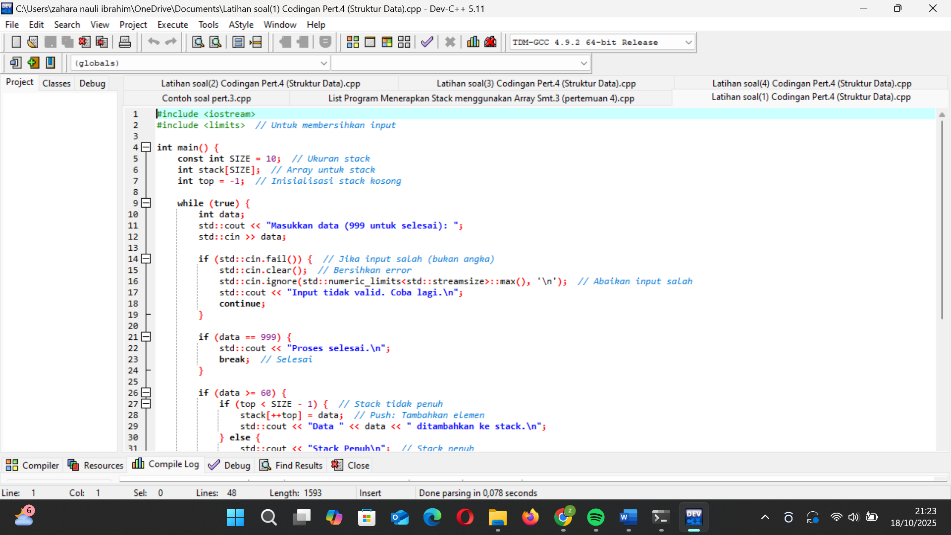 C:\Users\zahara nauli ibrahim\OneDrive\Documents\Latihan soal(1) Codingan Pert.4 (Struktur Data).cpp - Dev-C++ 5.11
File Edit Search View Project Execute Tools AStyle Window Help
TDM-GCC 4.9.2 64-bit Release
(globals)
Project Classes Debug
Latihan soal(2) Codingan Pert.4 (Struktur Data).cpp Latihan soal(3) Codingan Pert.4 (Struktur Data).cpp Latihan soal(4) Codingan Pert.4 (Struktur Data).cpp
Contoh soal pert.3.cpp List Program Menerapkan Stack menggunakan Array Smt.3 (pertemuan 4).cpp Latihan soal(1) Codingan Pert.4 (Struktur Data).cpp
1 #include <iostream>
2 #include <limits> // Untuk membersihkan input
3
4 int main() {
5 const int SIZE = 10; // Ukuran stack
6 int stack[SIZE]; // Array untuk stack
7 int top = -1; // Inisialisasi stack kosong
8
9 while (true) {
10 int data;
11 std::cout << "Masukkan data (999 untuk selesai): ";
12 std::cin >> data;
13
14 if (std::cin.fail()) { // Jika input salah (bukan angka)
15 std::cin.clear(); // Bersihkan error
16 std::cin.ignore(std::numeric_limits<std::streamsize>::max(), '\n'); // Abaikan input salah
17 std::cout << "Input tidak valid. Coba lagi.\n";
18 continue;
19 }
20
21 if (data == 999) {
22 std::cout << "Proses selesai.\n";
23 break; // Selesai
24 }
25
26 if (data >= 60) {
27 if (top < SIZE - 1) { // Stack tidak penuh
28 stack[++top] = data; // Push: Tambahkan elemen
29 std::cout << "Data " << data << " ditambahkan ke stack.\n";
30 } else {
31 std::cout << "Stack Penuh\n"; // Stack penuh
Compiler Resources Compile Log Debug Find Results Close
Line: 1 Col: 1 Sel: 0 Lines: 48 Length: 1593 Insert Done parsing in 0,078 seconds
6
DEV
21:23
18/10/2025